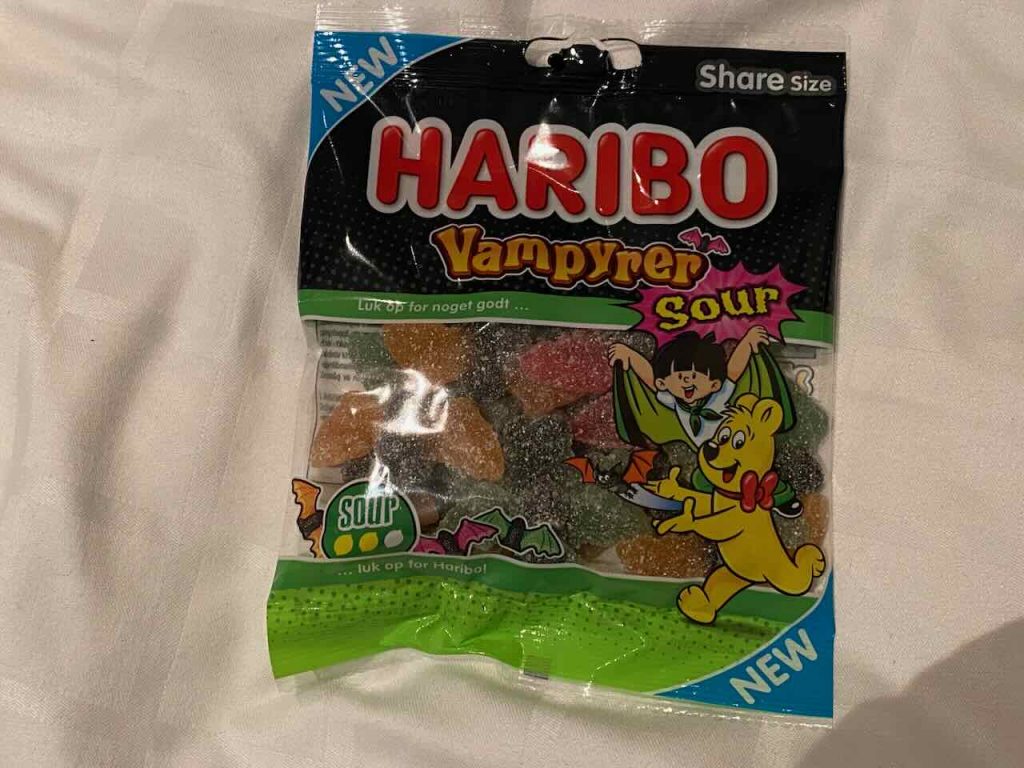 NEW
Share Size
HARIBO
Vampyrer
Sour
Luk op for noget godt ...
SOUR
... luk op for Haribo!
NEW